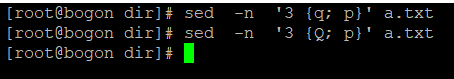 [root@bogon dir]# sed  -n  '3 {q; p}' a.txt
[root@bogon dir]# sed  -n  '3 {Q; p}' a.txt
[root@bogon dir]#